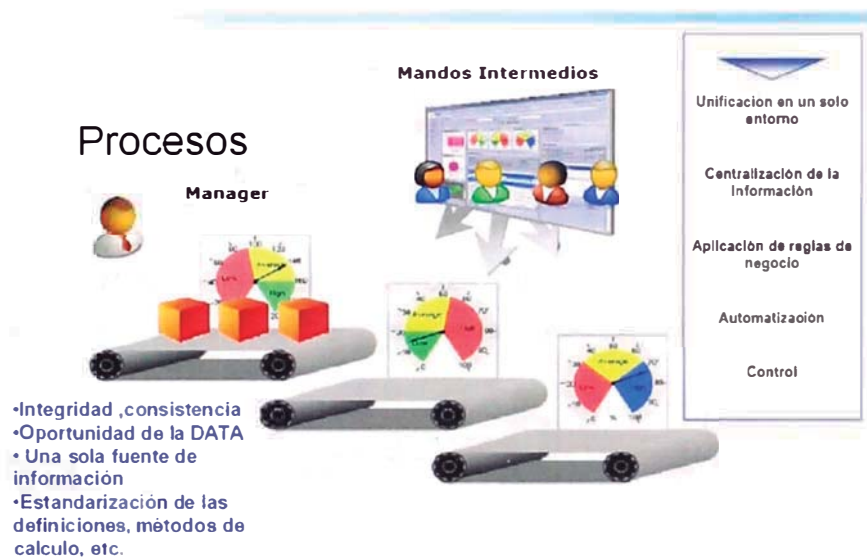 Mandos Intermedios
Procesos
Manager
Unificacion en un solo
entorno
Centralización de la
Información
Aplicación de reglas de
negocio
Automatización
Control
•Integridad ,consistencia
•Oportunidad de la DATA
• Una sola fuente de
información
•Estandarización de las
definiciones, métodos de
calculo, etc.